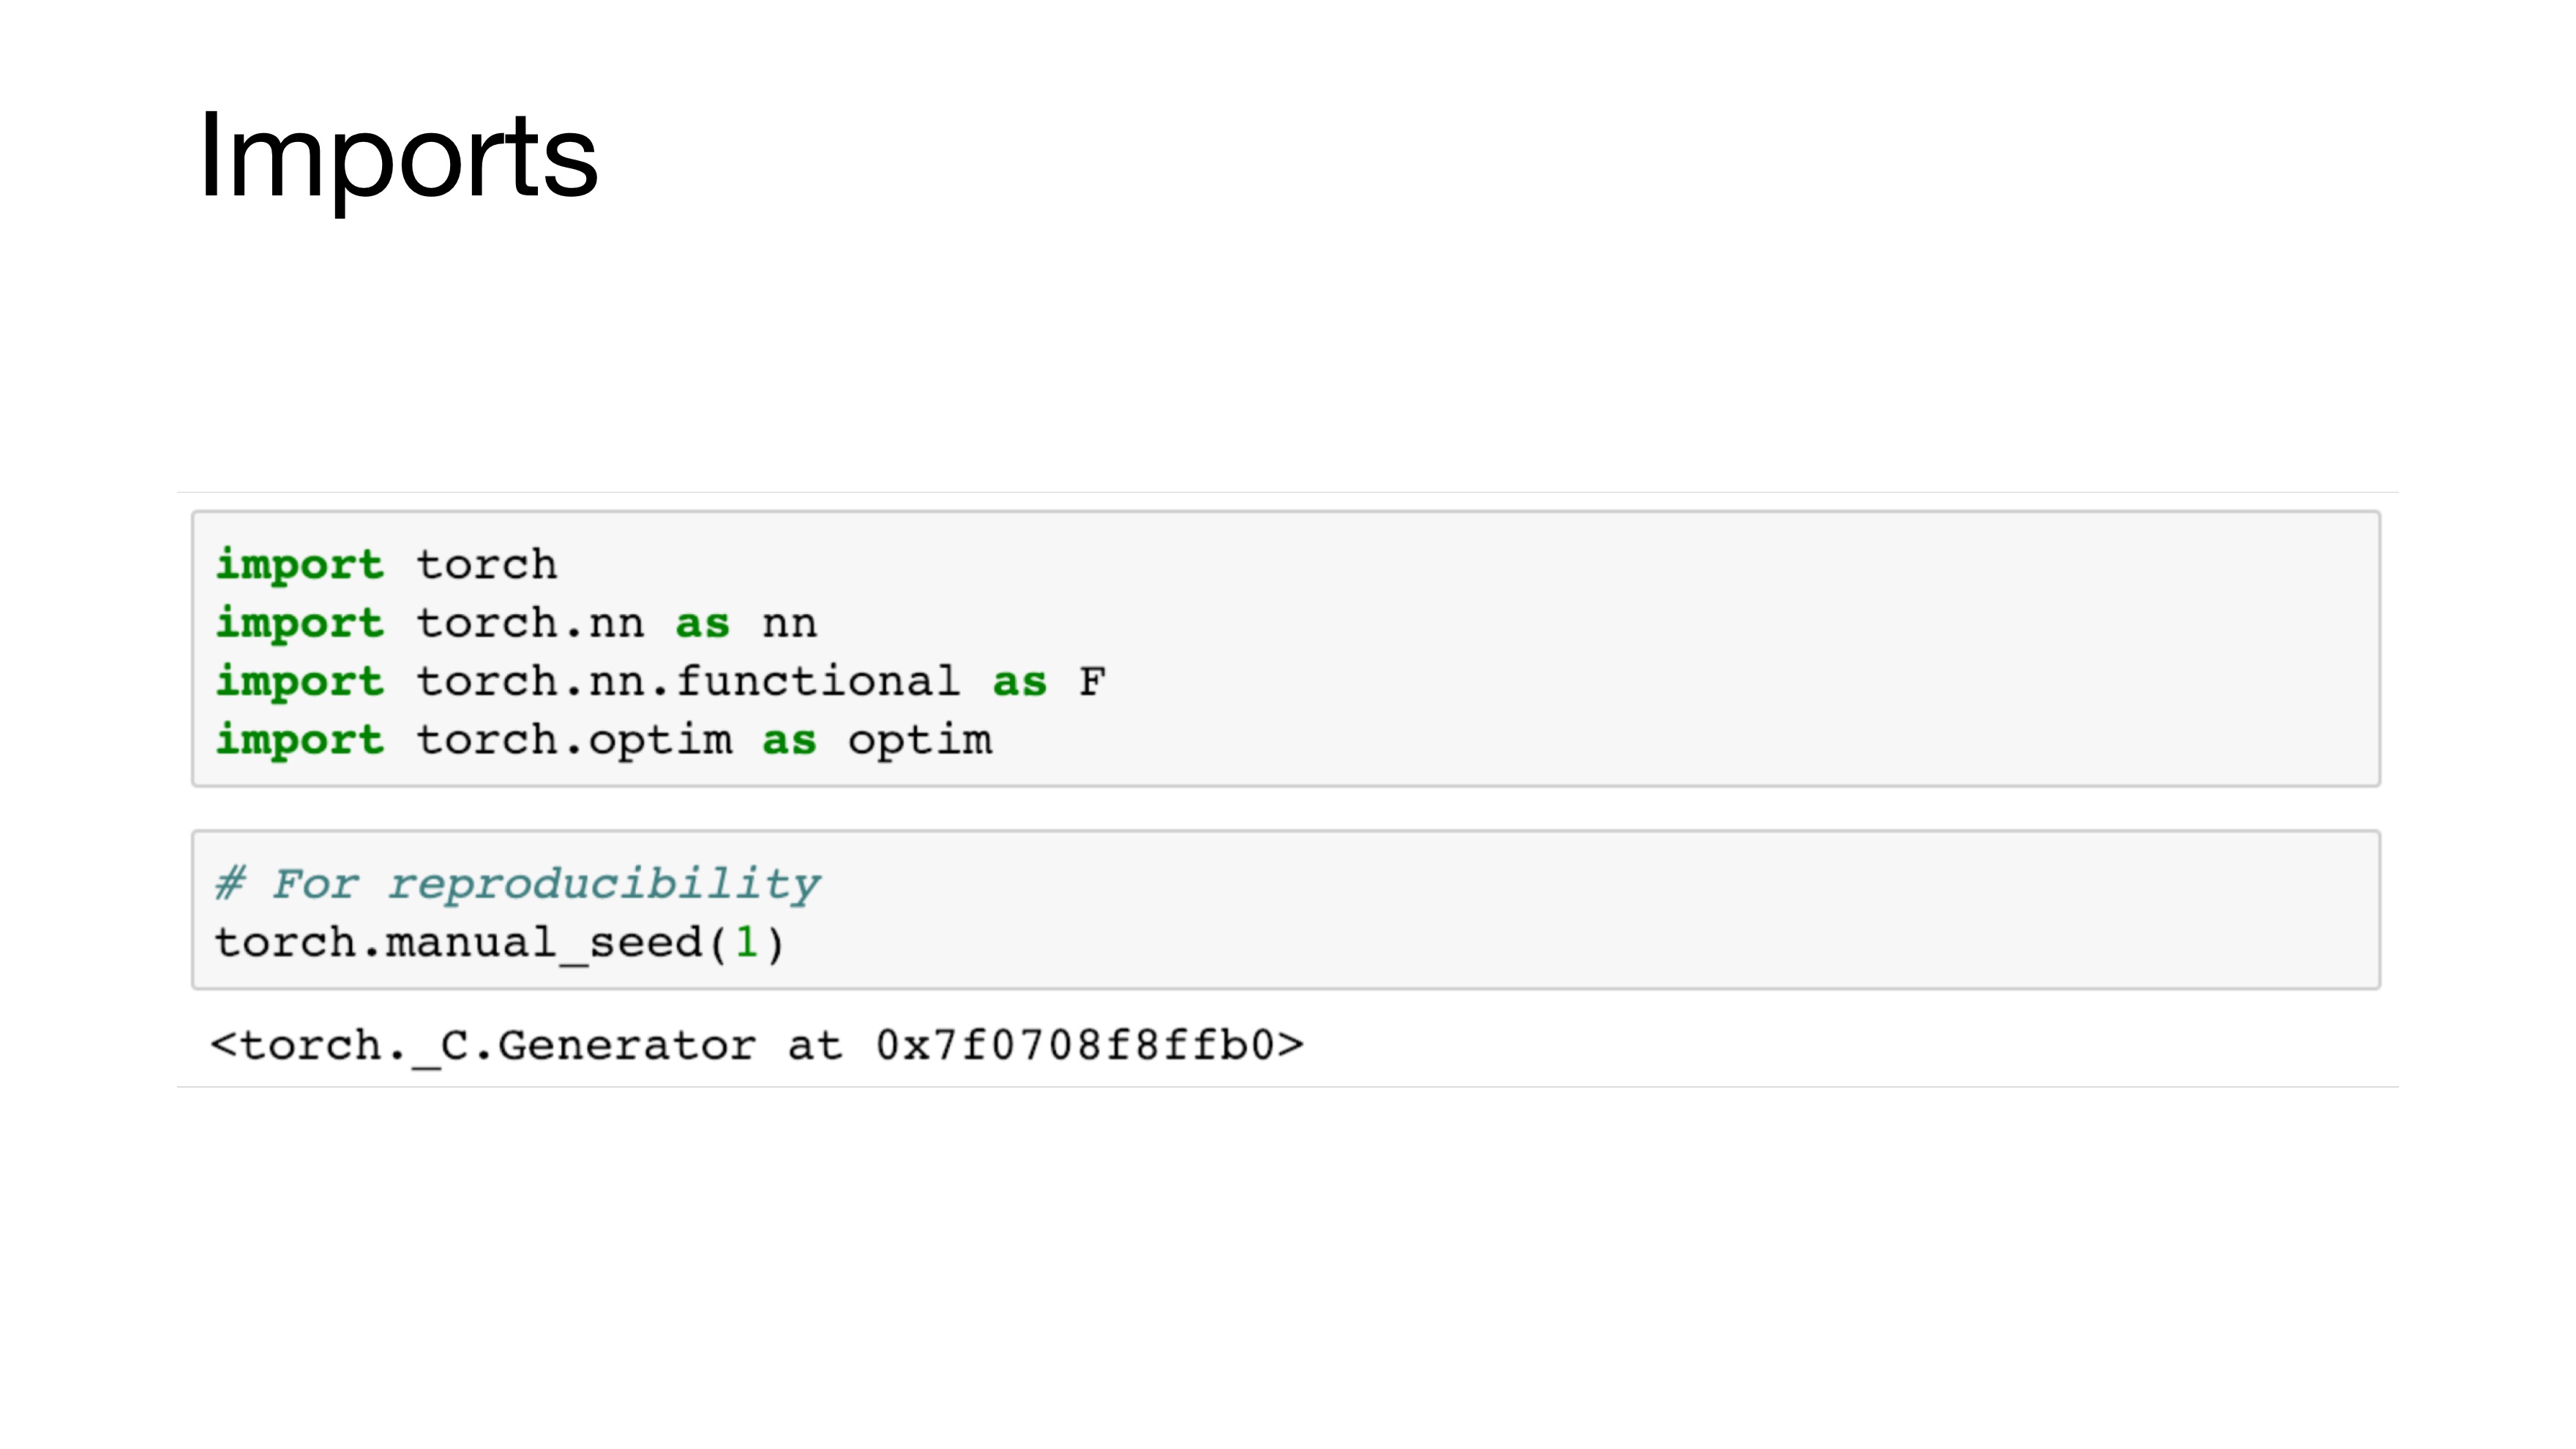 Imports
import torch
import torch.nn as nn
import torch.nn.functional as F
import torch.optim as optim
# For reproducibility
torch.manual_seed(1)
<torch._C.Generator at 0x7f0708f8ffb0>